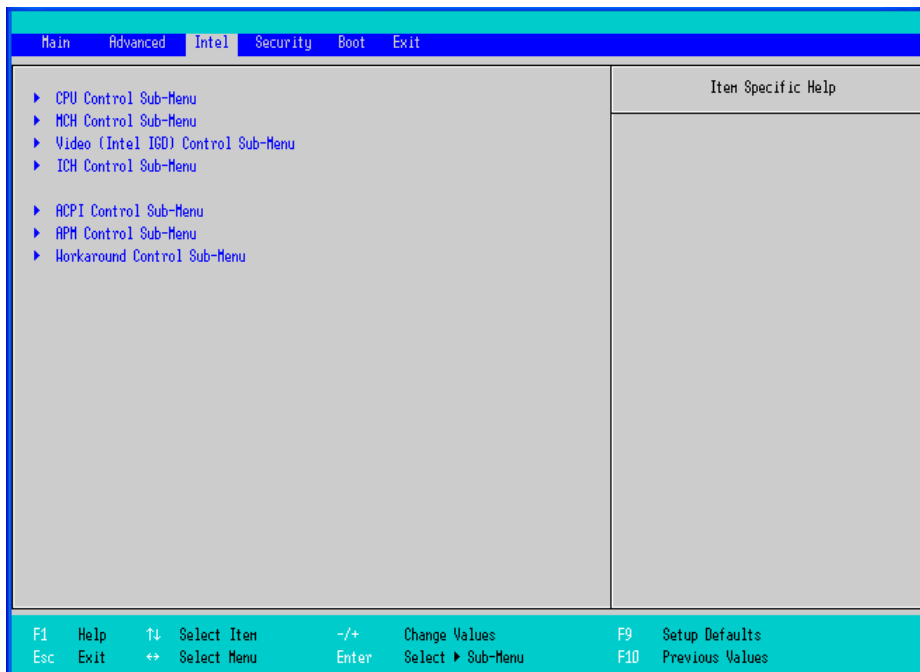 Main Advanced Intel Security Boot Exit
Item Specific Help
▶ CPU Control Sub-Menu
▶ MCH Control Sub-Menu
▶ Video (Intel IGD) Control Sub-Menu
▶ ICH Control Sub-Menu
▶ ACPI Control Sub-Menu
▶ APM Control Sub-Menu
▶ Workaround Control Sub-Menu
F1 Help ↑↓ Select Item -/+ Change Values F9 Setup Defaults
Esc Exit ↔ Select Menu Enter Select ▶ Sub-Menu F10 Previous Values